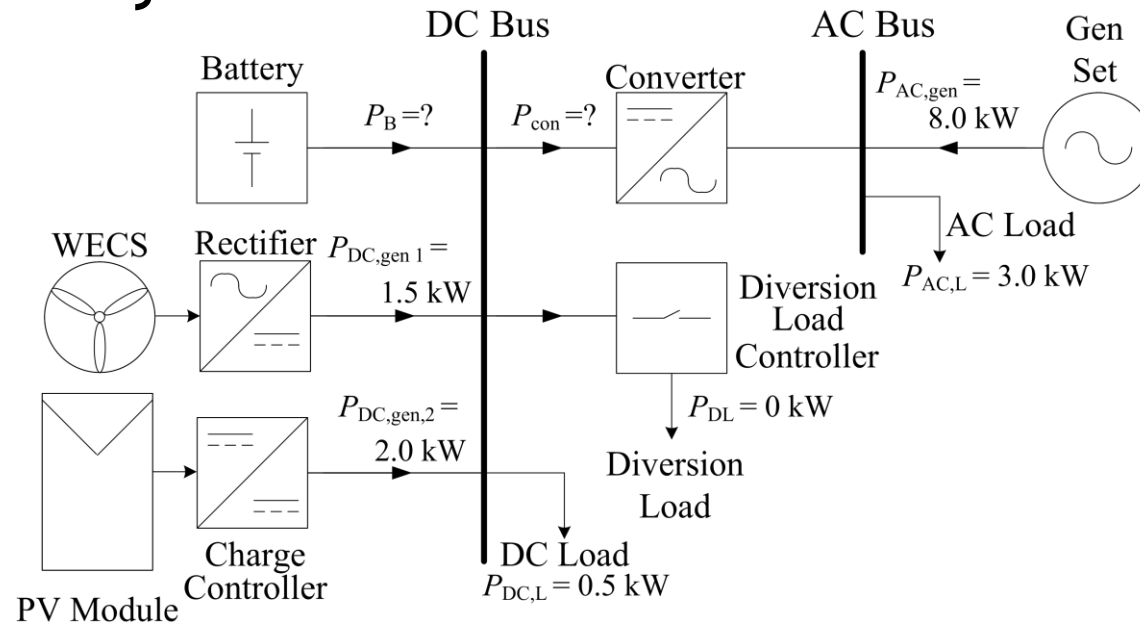 DC Bus
AC Bus
Gen
Set
Battery
Converter
P_B =?
P_con =?
P_AC,gen =
8.0 kW
WECS
Rectifier
P_DC,gen 1 =
1.5 kW
AC Load
P_AC,L = 3.0 kW
Diversion
Load
Controller
P_DL = 0 kW
P_DC,gen,2 =
2.0 kW
Diversion
Load
DC Load
P_DC,L = 0.5 kW
Charge
Controller
PV Module